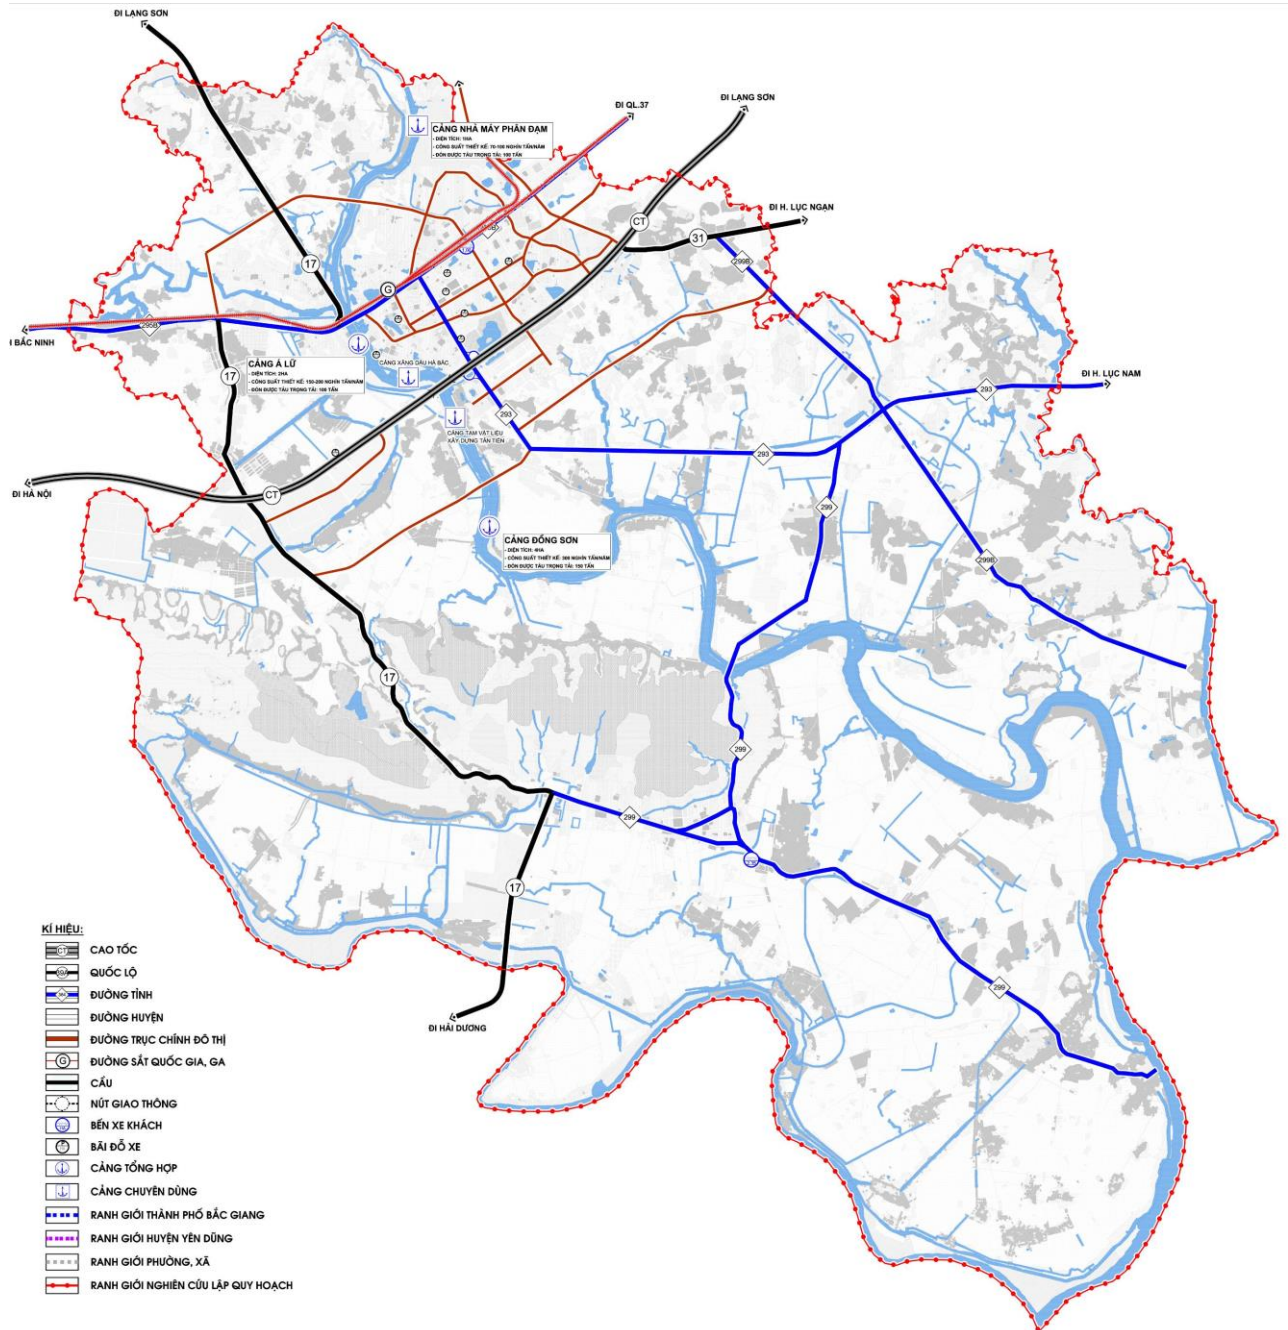 ĐI LẠNG SƠN
ĐI QL.37
ĐI LẠNG SƠN
CẢNG NHÀ MÁY PHÂN ĐẠM
- DIỆN TÍCH: 1HA
- CÔNG SUẤT THIẾT KẾ: 70-100 NGHÌN TẤN/NĂM
- ĐÓN ĐƯỢC TÀU TRỌNG TẢI: 100 TẤN
ĐI H. LỤC NGẠN
CT
31
17
299B
G
295B
BẮC NINH
CẢNG Á LỮ
- DIỆN TÍCH: 2HA
- CÔNG SUẤT THIẾT KẾ: 150-200 NGHÌN TẤN/NĂM
- ĐÓN ĐƯỢC TÀU TRỌNG TẢI: 100 TẤN
CẢNG XĂNG DẦU HÀ BẮC
17
ĐI H. LỤC NAM
293
293
CẢNG TẠM VẬT LIỆU
XÂY DỰNG TÂN TIẾN
293
ĐI HÀ NỘI
CT
299
CẢNG ĐỒNG SƠN
- DIỆN TÍCH: 4HA
- CÔNG SUẤT THIẾT KẾ: 300 NGHÌN TẤN/NĂM
- ĐÓN ĐƯỢC TÀU TRỌNG TẢI: 150 TẤN
299B
17
299
299
17
299
ĐI HẢI DƯƠNG
KÍ HIỆU:
CAO TỐC
QUỐC LỘ
ĐƯỜNG TỈNH
ĐƯỜNG HUYỆN
ĐƯỜNG TRỤC CHÍNH ĐÔ THỊ
ĐƯỜNG SẮT QUỐC GIA, GA
CẦU
NÚT GIAO THÔNG
BẾN XE KHÁCH
BÃI ĐỖ XE
CẢNG TỔNG HỢP
CẢNG CHUYÊN DÙNG
RANH GIỚI THÀNH PHỐ BẮC GIANG
RANH GIỚI HUYỆN YÊN DŨNG
RANH GIỚI PHƯỜNG, XÃ
RANH GIỚI NGHIÊN CỨU LẬP QUY HOẠCH